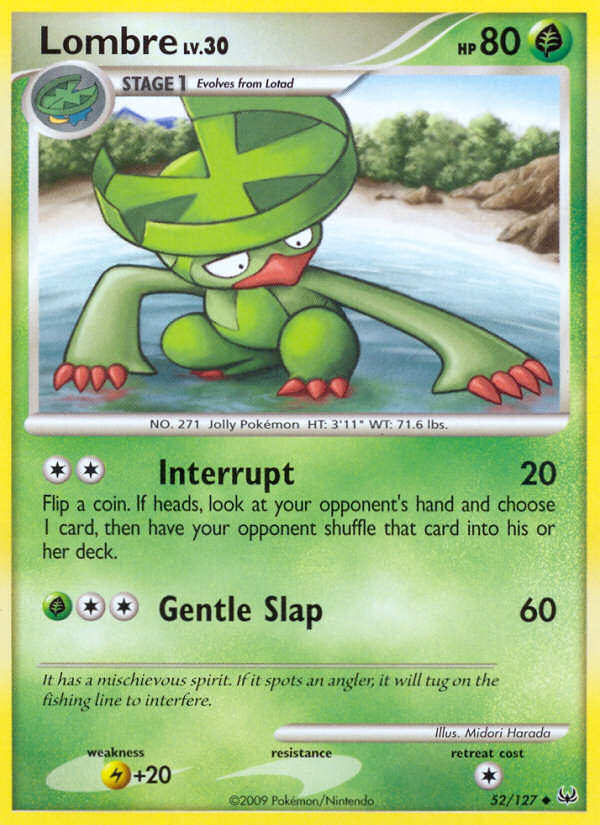 Lombre LV.30
HP 80
STAGE 1 Evolves from Lotad
NO. 271 Jolly Pokémon HT: 3'11" WT: 71.6 lbs.
Interrupt 20
Flip a coin. If heads, look at your opponent's hand and choose
1 card, then have your opponent shuffle that card into his or
her deck.
Gentle Slap 60
It has a mischievous spirit. If it spots an angler, it will tug on the
fishing line to interfere.
Illus. Midori Harada
weakness resistance retreat cost
+20
©2009 Pokémon/Nintendo
52/127